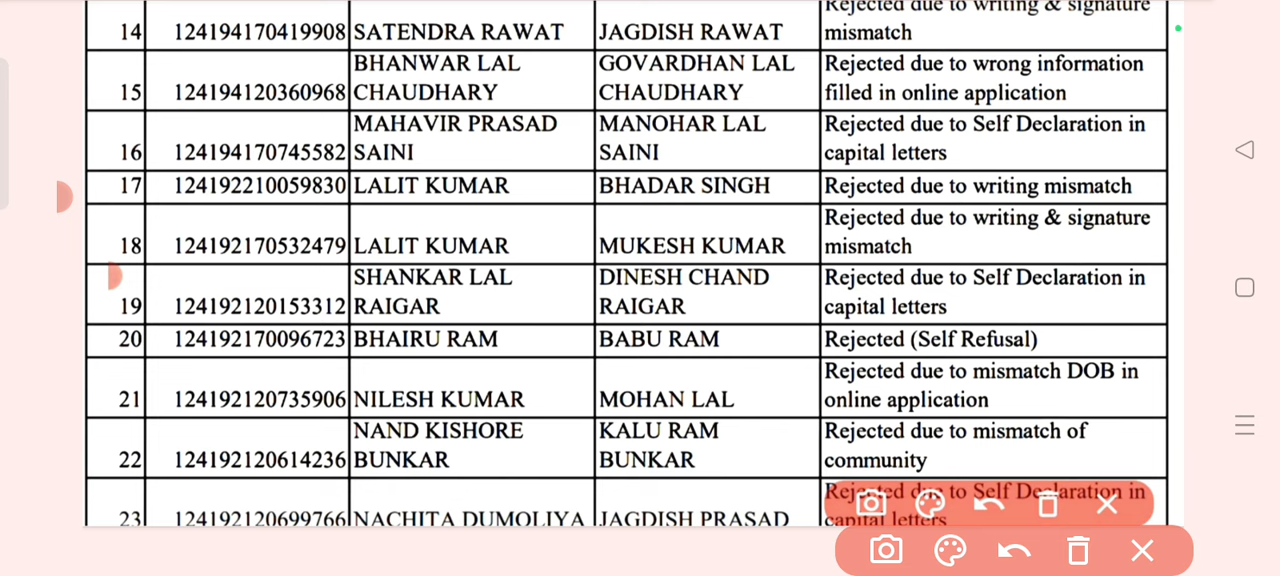 Rejected due to writing & signature
14 124194170419908 SATENDRA RAWAT JAGDISH RAWAT mismatch
BHANWAR LAL GOVARDHAN LAL Rejected due to wrong information
15 124194120360968 CHAUDHARY CHAUDHARY filled in online application
MAHAVIR PRASAD MANOHAR LAL Rejected due to Self Declaration in
16 124194170745582 SAINI SAINI capital letters
17 124192210059830 LALIT KUMAR BHADAR SINGH Rejected due to writing mismatch
Rejected due to writing & signature
18 124192170532479 LALIT KUMAR MUKESH KUMAR mismatch
SHANKAR LAL DINESH CHAND Rejected due to Self Declaration in
19 124192120153312 RAIGAR RAIGAR capital letters
20 124192170096723 BHAIRU RAM BABU RAM Rejected (Self Refusal)
Rejected due to mismatch DOB in
21 124192120735906 NILESH KUMAR MOHAN LAL online application
NAND KISHORE KALU RAM Rejected due to mismatch of
22 124192120614236 BUNKAR BUNKAR community
Rejected due to Self Declaration in
23 124192120699766 NACHITA DUMOLIYA JAGDISH PRASAD capital letters